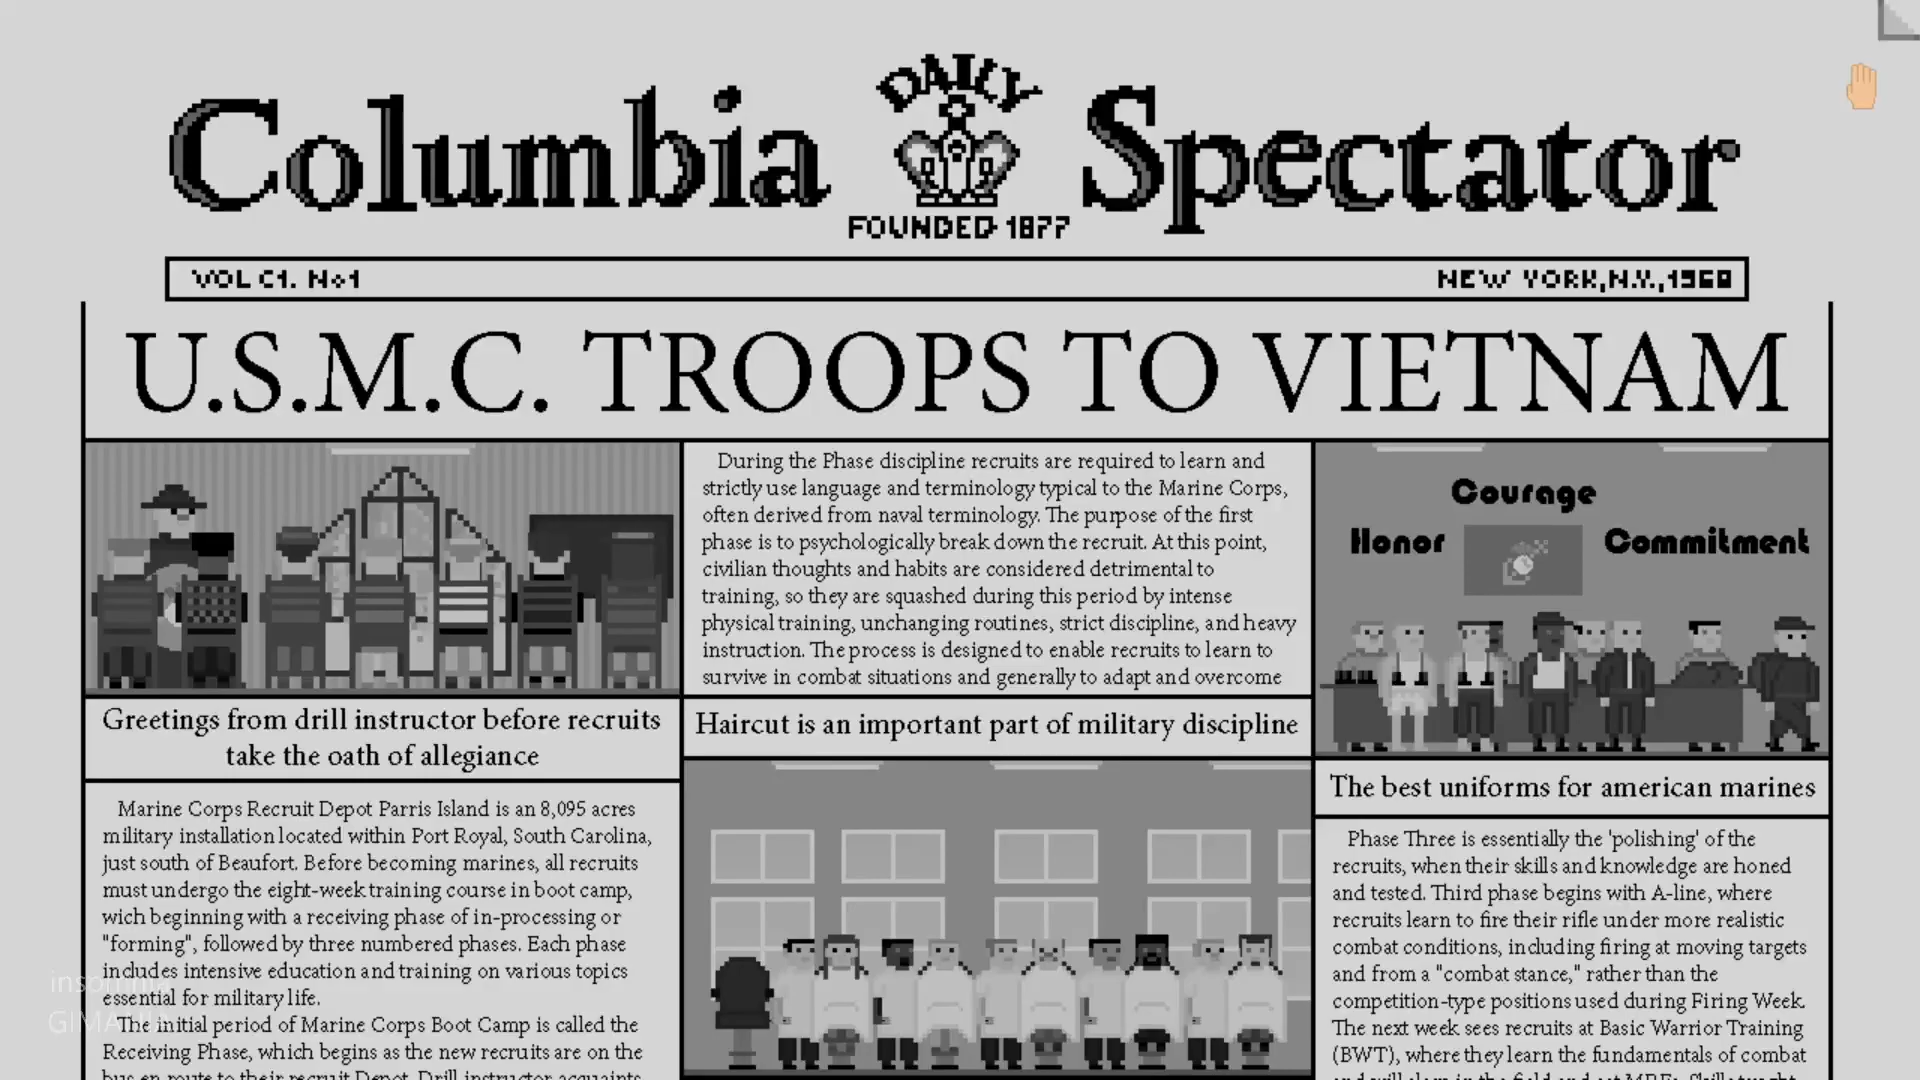 DAILY
Columbia Spectator
FOUNDED 1877
VOL C1. No1
NEW YORK,N.Y.,1968
U.S.M.C. TROOPS TO VIETNAM
Greetings from drill instructor before recruits
take the oath of allegiance
Marine Corps Recruit Depot Parris Island is an 8,095 acres
military installation located within Port Royal, South Carolina,
just south of Beaufort. Before becoming marines, all recruits
must undergo the eight-week training course in boot camp,
wich beginning with a receiving phase of in-processing or
"forming", followed by three numbered phases. Each phase
includes intensive education and training on various topics
essential for military life.
The initial period of Marine Corps Boot Camp is called the
Receiving Phase, which begins as the new recruits are on the
bus en route to their recruit Depot. Drill instructor acquaints
During the Phase discipline recruits are required to learn and
strictly use language and terminology typical to the Marine Corps,
often derived from naval terminology. The purpose of the first
phase is to psychologically break down the recruit. At this point,
civilian thoughts and habits are considered detrimental to
training, so they are squashed during this period by intense
physical training, unchanging routines, strict discipline, and heavy
instruction. The process is designed to enable recruits to learn to
survive in combat situations and generally to adapt and overcome
Haircut is an important part of military discipline
Courage
Honor
Commitment
The best uniforms for american marines
Phase Three is essentially the 'polishing' of the
recruits, when their skills and knowledge are honed
and tested. Third phase begins with A-line, where
recruits learn to fire their rifle under more realistic
combat conditions, including firing at moving targets
and from a "combat stance," rather than the
competition-type positions used during Firing Week.
The next week sees recruits at Basic Warrior Training
(BWT), where they learn the fundamentals of combat
insomnia